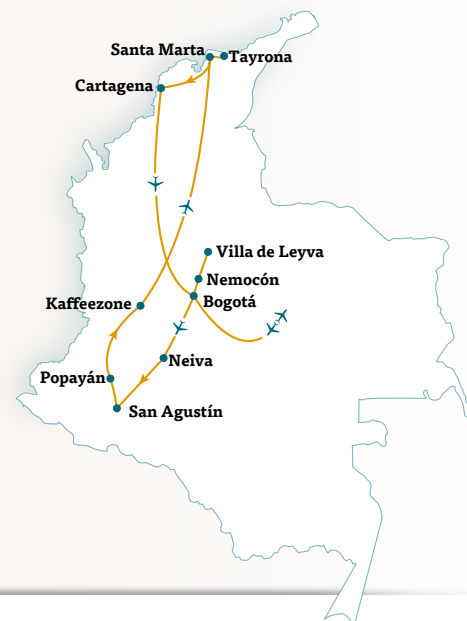 Santa Marta
Tayrona
Cartagena
Villa de Leyva
Nemocón
Bogotá
Kaffeezone
Neiva
Popayán
San Agustín